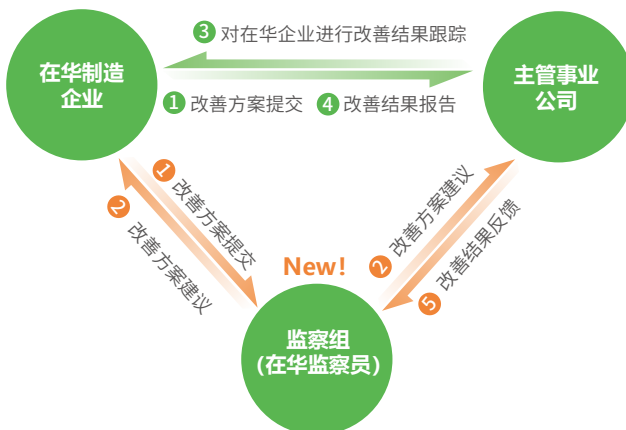 ③ 对在华企业进行改善结果跟踪
在华制造
企业
主管事业
公司
① 改善方案提交 ④ 改善结果报告
① 改善方案提交
② 改善方案建议
② 改善方案建议
⑤ 改善结果反馈
New!
监察组
(在华监察员)